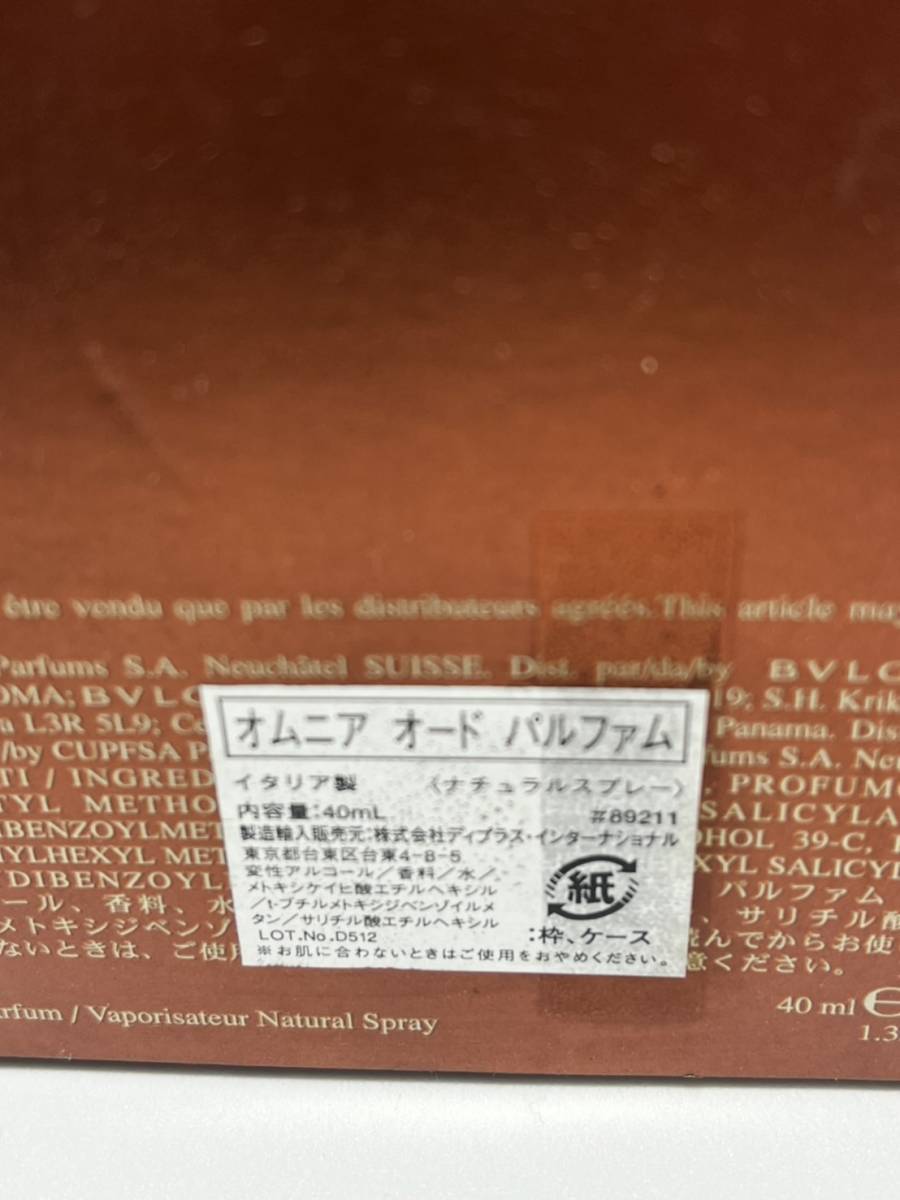 être vendu que par les distributeurs agréés. This article may
Parfums S.A. Neuchâtel SUISSE. Dist. par/da/by BVLG
OMA; BVLG 19; S.H. Krik
a L3R 5L9; Panama. Dis
/by CUPFSA P rfums S.A. Neu
TI / INGRED , PROFUMO
TYL METHO SALICYLA
DIBENZOYLMET OHOL 39-C,
HYLHEXYL MET XYL SALICYL
DIBENZOYL パルファム
ール、香料、水 、サリチル酸
メトキシジベンゾ 読んでからお使
ないときは、ご使用 意ください。
オムニア オード パルファム
イタリア製 〈ナチュラルスプレー〉
内容量:40mL #89211
製造輸入販売元:株式会社ディプラス・インターナショナル
東京都台東区台東4-8-5
変性アルコール/香料/水/
メトキシケイヒ酸エチルヘキシル
/t-ブチルメトキシジベンゾイルメ
タン/サリチル酸エチルヘキシル
LOT.No.D512
紙
:枠、ケース
※お肌に合わないときはご使用をおやめください。
rfum / Vaporisateur Natural Spray
40 ml ℮
1.3